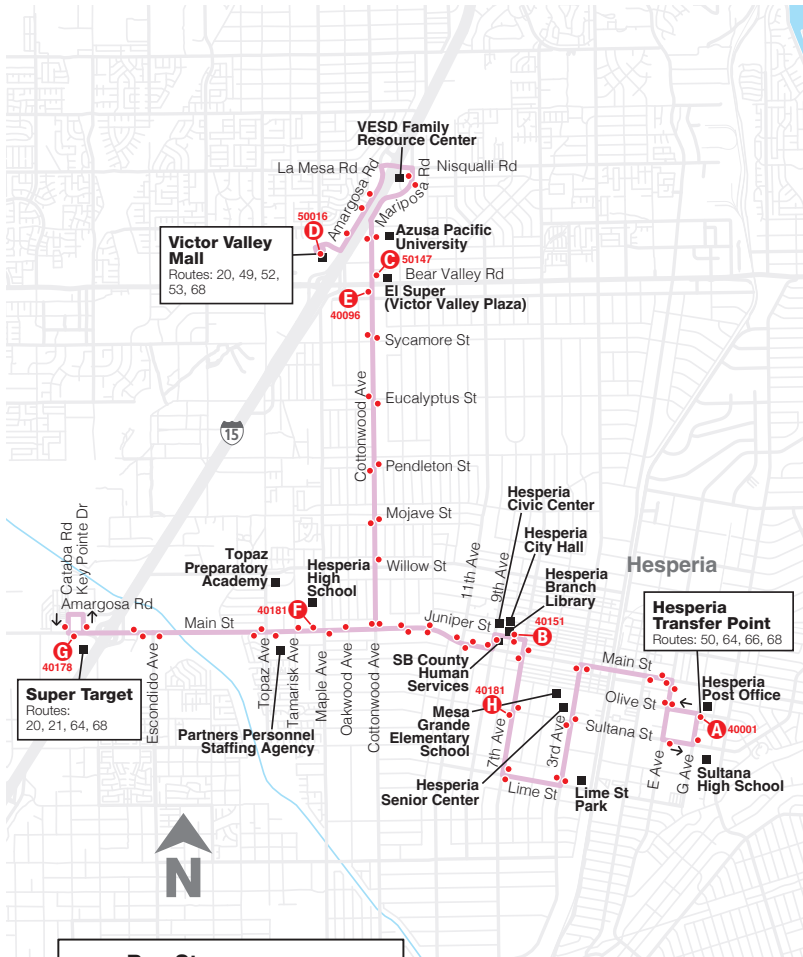 VESD Family
Resource Center
La Mesa Rd
Nisqualli Rd
Amargosa Rd
Mariposa Rd
50016
D
Victor Valley
Mall
Routes: 20, 49, 52,
53, 68
Azusa Pacific
University
C
50147
Bear Valley Rd
E
40096
El Super
(Victor Valley Plaza)
Sycamore St
15
Cottonwood Ave
Eucalyptus St
Pendleton St
Mojave St
Willow St
Hesperia
Civic Center
Hesperia
City Hall
Hesperia
Branch
Library
11th Ave
9th Ave
Hesperia
Cataba Rd
Key Pointe Dr
Amargosa Rd
Topaz
Preparatory
Academy
Hesperia
High
School
40181
F
Main St
Juniper St
40151
B
Hesperia
Transfer Point
Routes: 50, 64, 66, 68
G
40178
Super Target
Routes:
20, 21, 64, 68
Escondido Ave
Topaz Ave
Tamarisk Ave
Maple Ave
Oakwood Ave
Cottonwood Ave
Partners Personnel
Staffing Agency
SB County
Human
Services
40181
H
Mesa
Grande
Elementary
School
7th Ave
3rd Ave
Main St
Olive St
Sultana St
Hesperia
Post Office
A
40001
E Ave
G Ave
Sultana
High School
Hesperia
Senior Center
Lime St
Lime St
Park
N